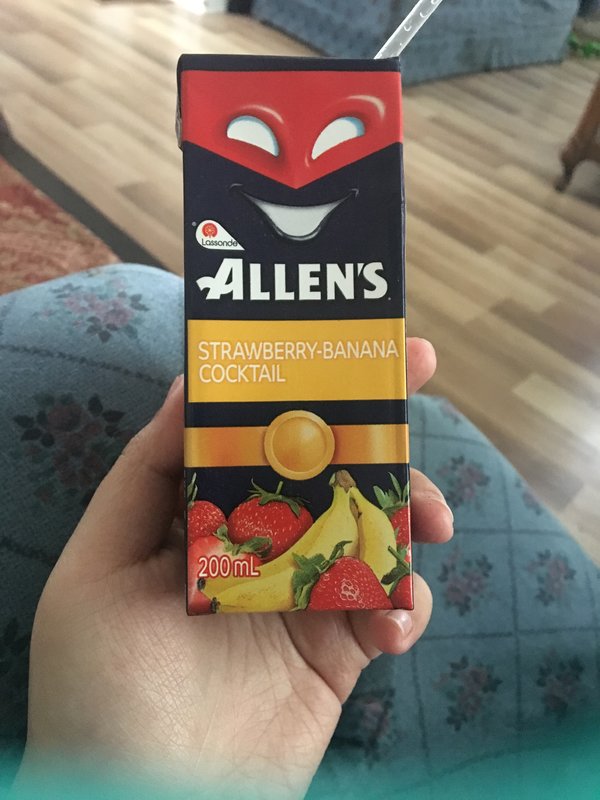 Lassonde
ALLEN'S
STRAWBERRY-BANANA
COCKTAIL
200 mL